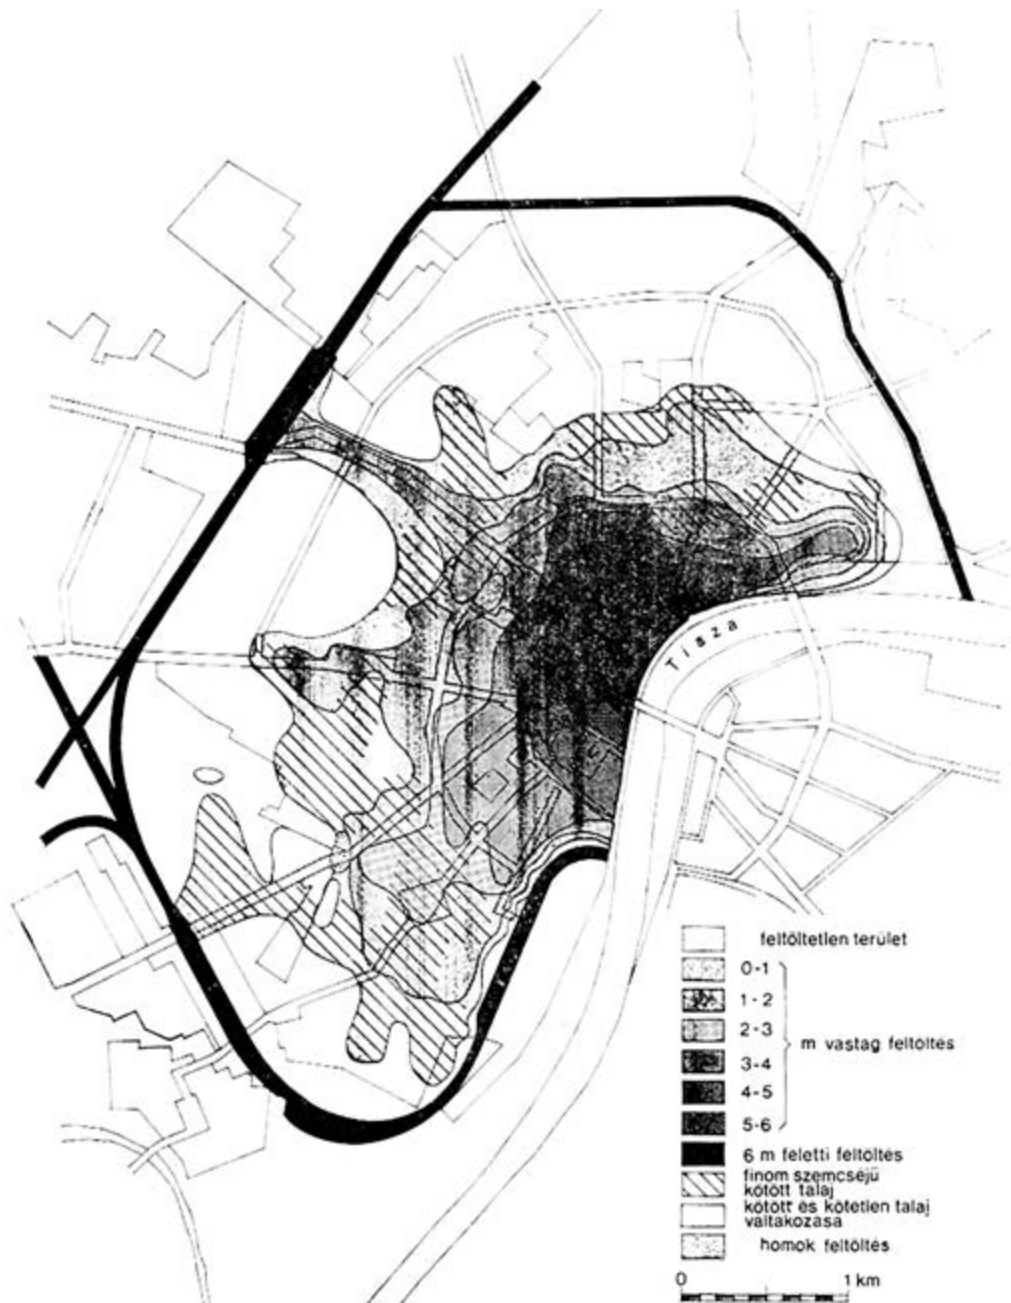 Tisza
feltöltetlen terület
0-1
1-2
2-3
3-4
4-5
5-6
m vastag feltöltés
6 m feletti feltöltés
finom szemcséjű
kötött talaj
kötött és kötetlen talaj
valtakozasa
homok feltöltés
0 1 km